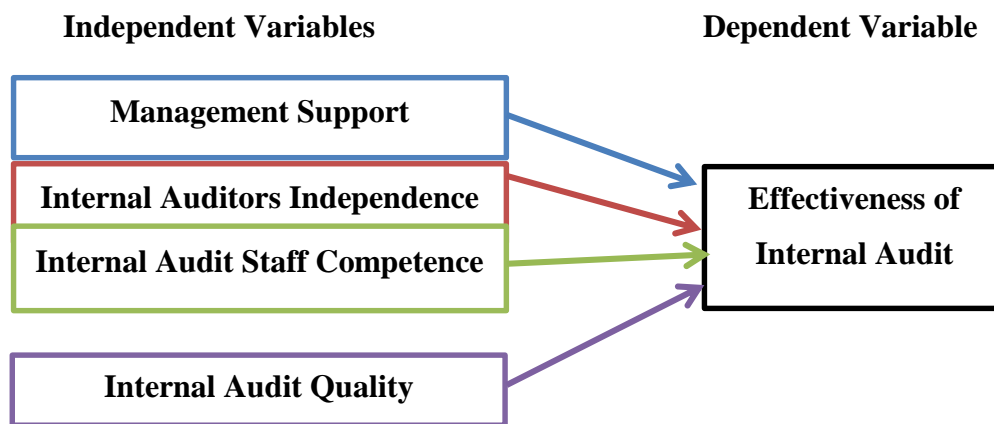 Independent Variables
Dependent Variable
Management Support
Internal Auditors Independence
Internal Audit Staff Competence
Internal Audit Quality
Effectiveness of
Internal Audit